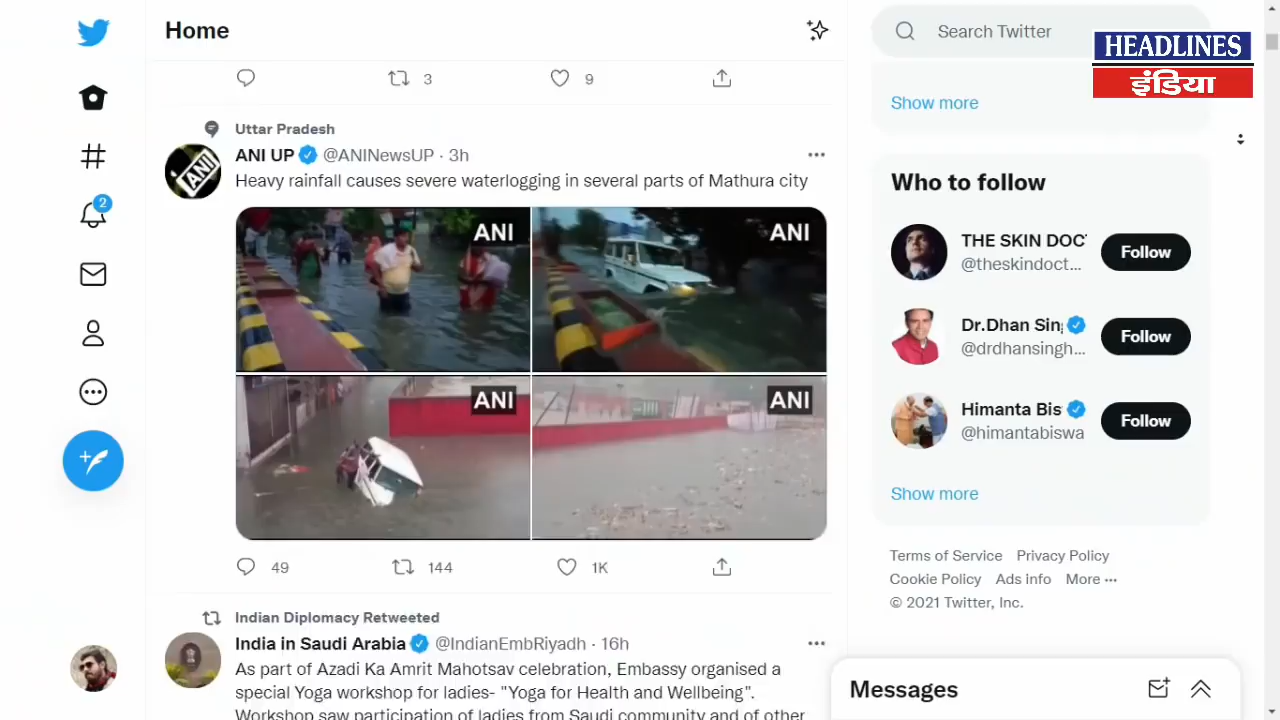 Home
Search Twitter
HEADLINES
इंडिया
3
9
Show more
Uttar Pradesh
ANI UP @ANINewsUP · 3h
Heavy rainfall causes severe waterlogging in several parts of Mathura city
ANI
ANI
ANI
ANI
ANI
49
144
1K
Indian Diplomacy Retweeted
India in Saudi Arabia @IndianEmbRiyadh · 16h
As part of Azadi Ka Amrit Mahotsav celebration, Embassy organised a
special Yoga workshop for ladies- "Yoga for Health and Wellbeing".
Workshop saw participation of ladies from Saudi community and of other
2
Who to follow
THE SKIN DOC
@theskindoct...
Follow
Dr.Dhan Sin
@drdhansingh...
Follow
Himanta Bis
@himantabiswa
Follow
Show more
Terms of Service Privacy Policy
Cookie Policy Ads info More ···
© 2021 Twitter, Inc.
Messages